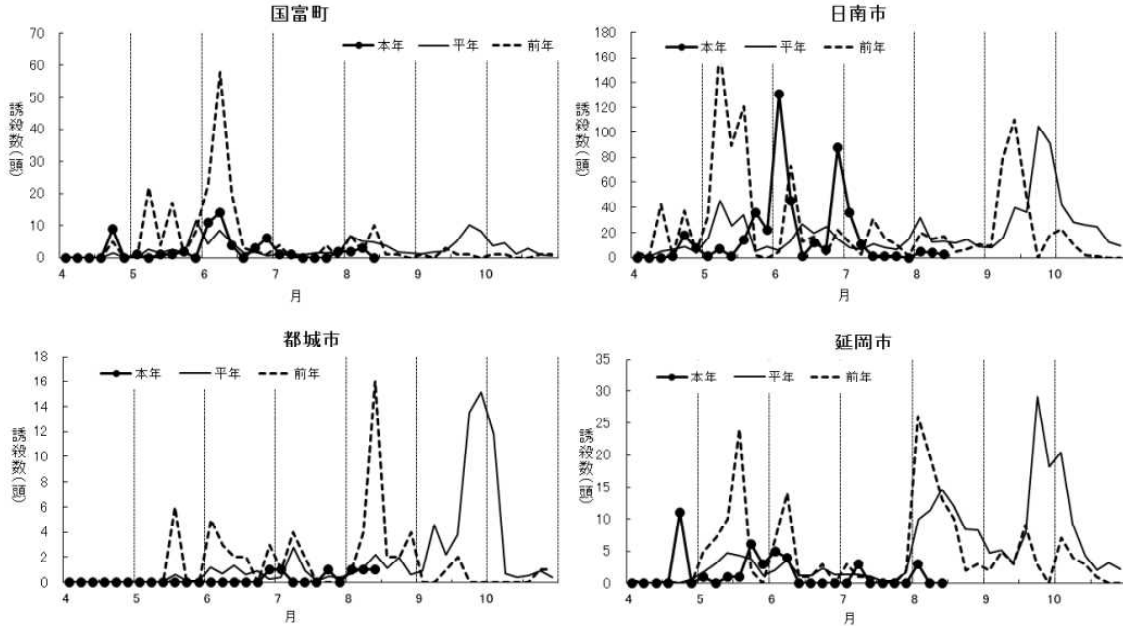 国富町
70
60
50
40
30
20
10
0
誘殺数(頭)
本年 平年 前年
4 5 6 7 8 9 10
月
日南市
180
160
140
120
100
80
60
40
20
0
誘殺数(頭)
本年 平年 前年
4 5 6 7 8 9 10
月
都城市
18
16
14
12
10
8
6
4
2
0
誘殺数(頭)
本年 平年 前年
4 5 6 7 8 9 10
月
延岡市
35
30
25
20
15
10
5
0
誘殺数(頭)
本年 平年 前年
4 5 6 7 8 9 10
月